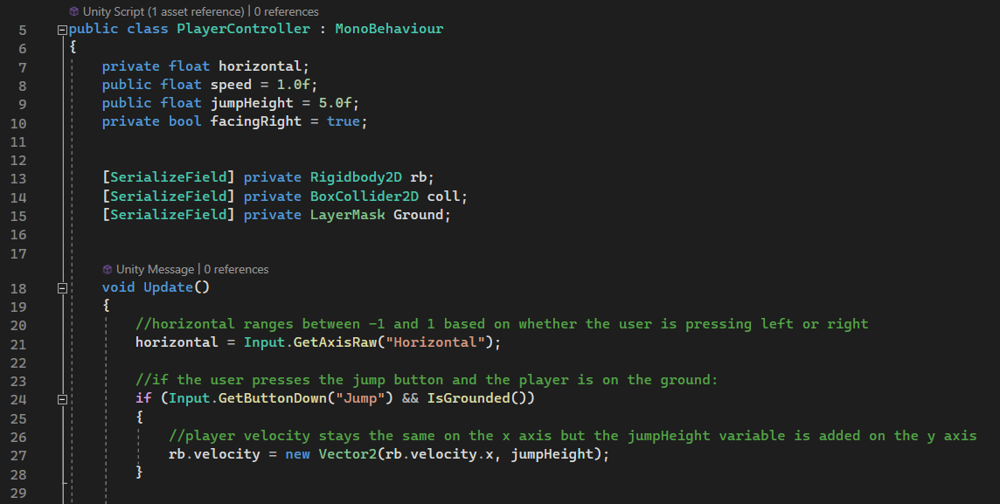 Unity Script (1 asset reference) | 0 references
5 public class PlayerController : MonoBehaviour
6 {
7 private float horizontal;
8 public float speed = 1.0f;
9 public float jumpHeight = 5.0f;
10 private bool facingRight = true;
11
12
13 [SerializeField] private Rigidbody2D rb;
14 [SerializeField] private BoxCollider2D coll;
15 [SerializeField] private LayerMask Ground;
16
17
Unity Message | 0 references
18 void Update()
19 {
20 //horizontal ranges between -1 and 1 based on whether the user is pressing left or right
21 horizontal = Input.GetAxisRaw("Horizontal");
22
23 //if the user presses the jump button and the player is on the ground:
24 if (Input.GetButtonDown("Jump") && IsGrounded())
25 {
26 //player velocity stays the same on the x axis but the jumpHeight variable is added on the y axis
27 rb.velocity = new Vector2(rb.velocity.x, jumpHeight);
28 }
29